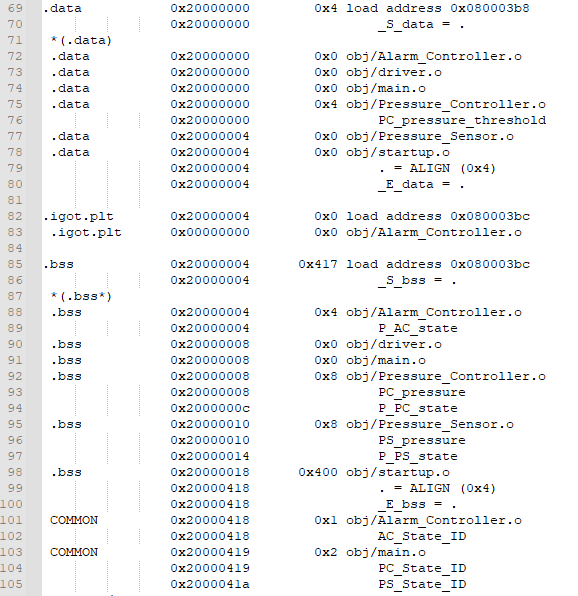 69 .data 0x20000000 0x4 load address 0x080003b8
70 0x20000000 _S_data = .
71 *(.data)
72 .data 0x20000000 0x0 obj/Alarm_Controller.o
73 .data 0x20000000 0x0 obj/driver.o
74 .data 0x20000000 0x0 obj/main.o
75 .data 0x20000000 0x4 obj/Pressure_Controller.o
76 0x20000000 PC_pressure_threshold
77 .data 0x20000004 0x0 obj/Pressure_Sensor.o
78 .data 0x20000004 0x0 obj/startup.o
79 0x20000004 . = ALIGN (0x4)
80 0x20000004 _E_data = .
81
82 .igot.plt 0x20000004 0x0 load address 0x080003bc
83 .igot.plt 0x00000000 0x0 obj/Alarm_Controller.o
84
85 .bss 0x20000004 0x417 load address 0x080003bc
86 0x20000004 _S_bss = .
87 *(.bss*)
88 .bss 0x20000004 0x4 obj/Alarm_Controller.o
89 0x20000004 P_AC_state
90 .bss 0x20000008 0x0 obj/driver.o
91 .bss 0x20000008 0x0 obj/main.o
92 .bss 0x20000008 0x8 obj/Pressure_Controller.o
93 0x20000008 PC_pressure
94 0x2000000c P_PC_state
95 .bss 0x20000010 0x8 obj/Pressure_Sensor.o
96 0x20000010 PS_pressure
97 0x20000014 P_PS_state
98 .bss 0x20000018 0x400 obj/startup.o
99 0x20000418 . = ALIGN (0x4)
100 0x20000418 _E_bss = .
101 COMMON 0x20000418 0x1 obj/Alarm_Controller.o
102 0x20000418 AC_State_ID
103 COMMON 0x20000419 0x2 obj/main.o
104 0x20000419 PC_State_ID
105 0x2000041a PS_State_ID